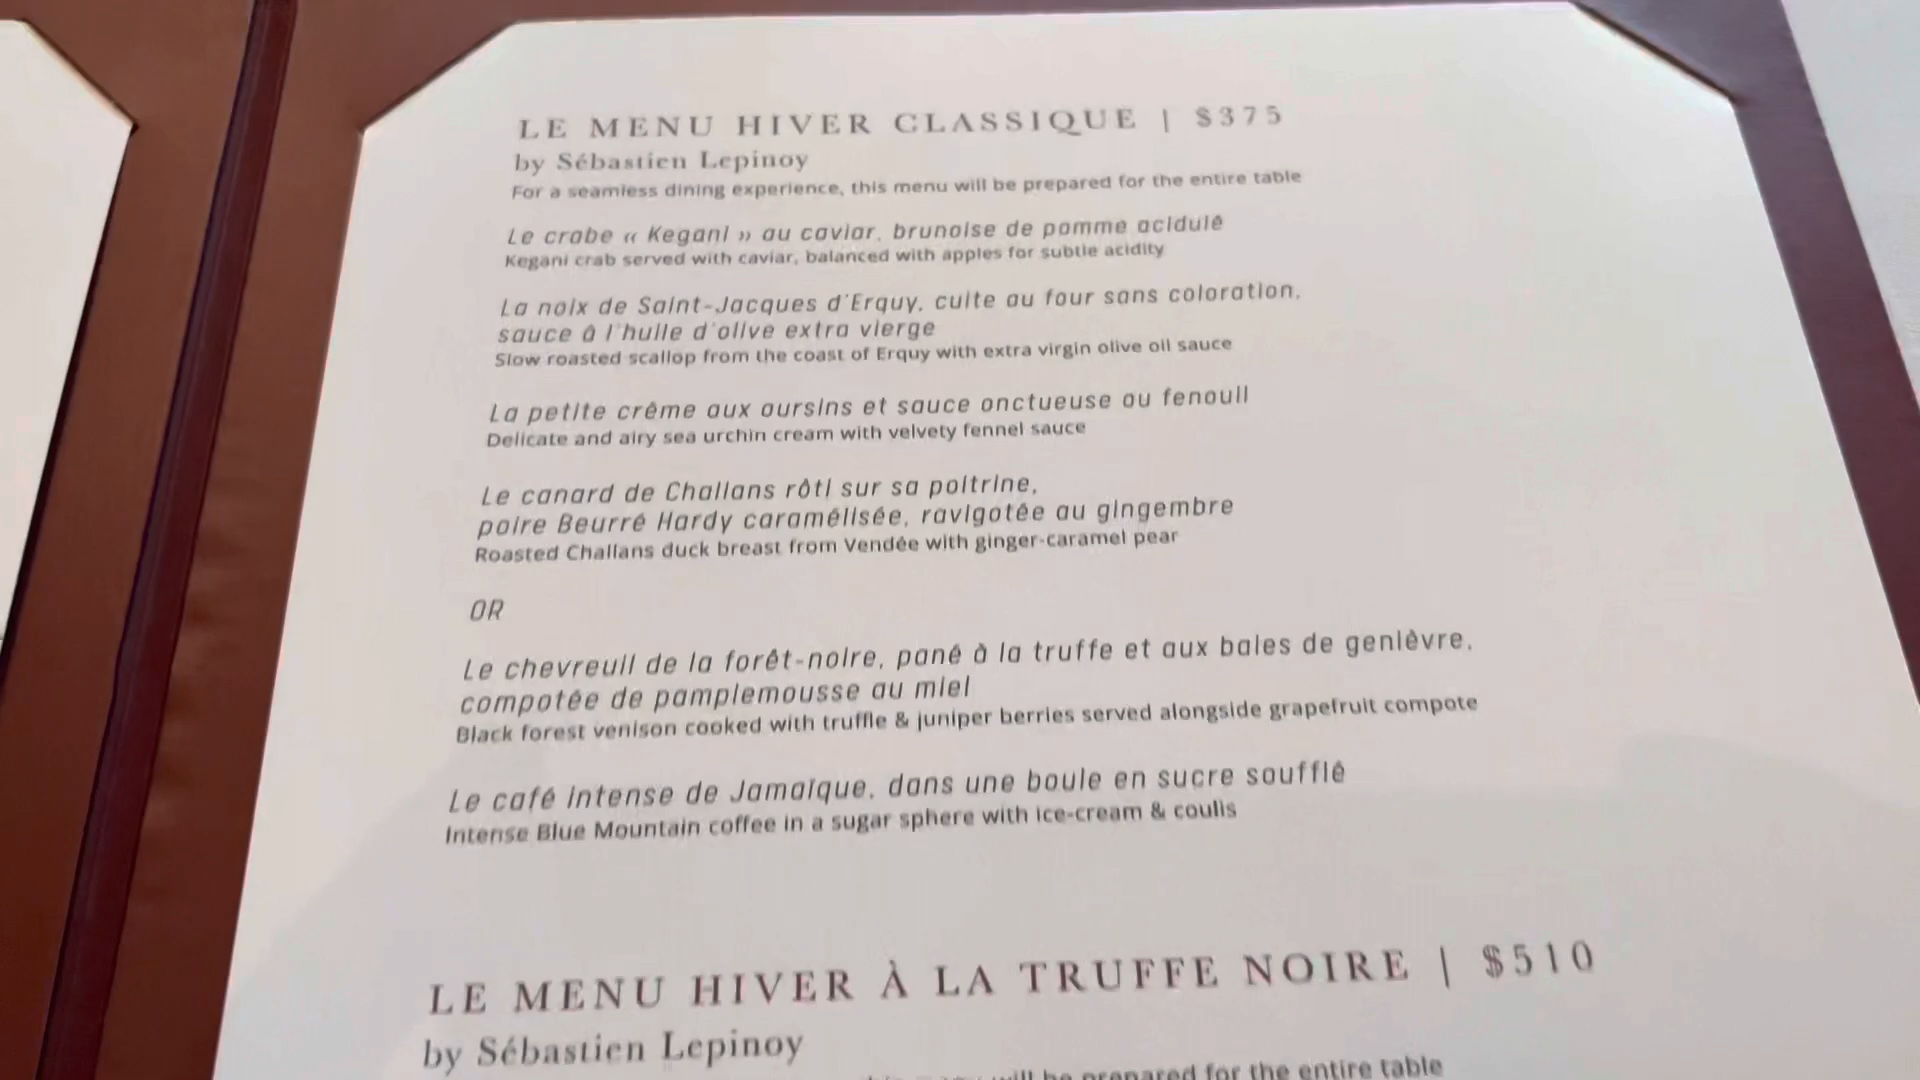 LE MENU HIVER CLASSIQUE | $375
by Sébastien Lepinoy
For a seamless dining experience, this menu will be prepared for the entire table
Le crabe « Kegani » au caviar, brunoise de pomme acidulé
Kegani crab served with caviar, balanced with apples for subtle acidity
La noix de Saint-Jacques d'Erquy, cuite au four sans coloration,
sauce à l'huile d'olive extra vierge
Slow roasted scallop from the coast of Erquy with extra virgin olive oil sauce
La petite crème aux oursins et sauce onctueuse au fenouil
Delicate and airy sea urchin cream with velvety fennel sauce
Le canard de Challans rôti sur sa poitrine,
poire Beurré Hardy caramélisée, ravigotée au gingembre
Roasted Challans duck breast from Vendée with ginger-caramel pear
OR
Le chevreuil de la forêt-noire, pané à la truffe et aux baies de genièvre,
compotée de pamplemousse au miel
Black forest venison cooked with truffle & juniper berries served alongside grapefruit compote
Le café intense de Jamaïque, dans une boule en sucre soufflé
Intense Blue Mountain coffee in a sugar sphere with ice-cream & coulis
LE MENU HIVER À LA TRUFFE NOIRE | $510
by Sébastien Lepinoy
will be prepared for the entire table